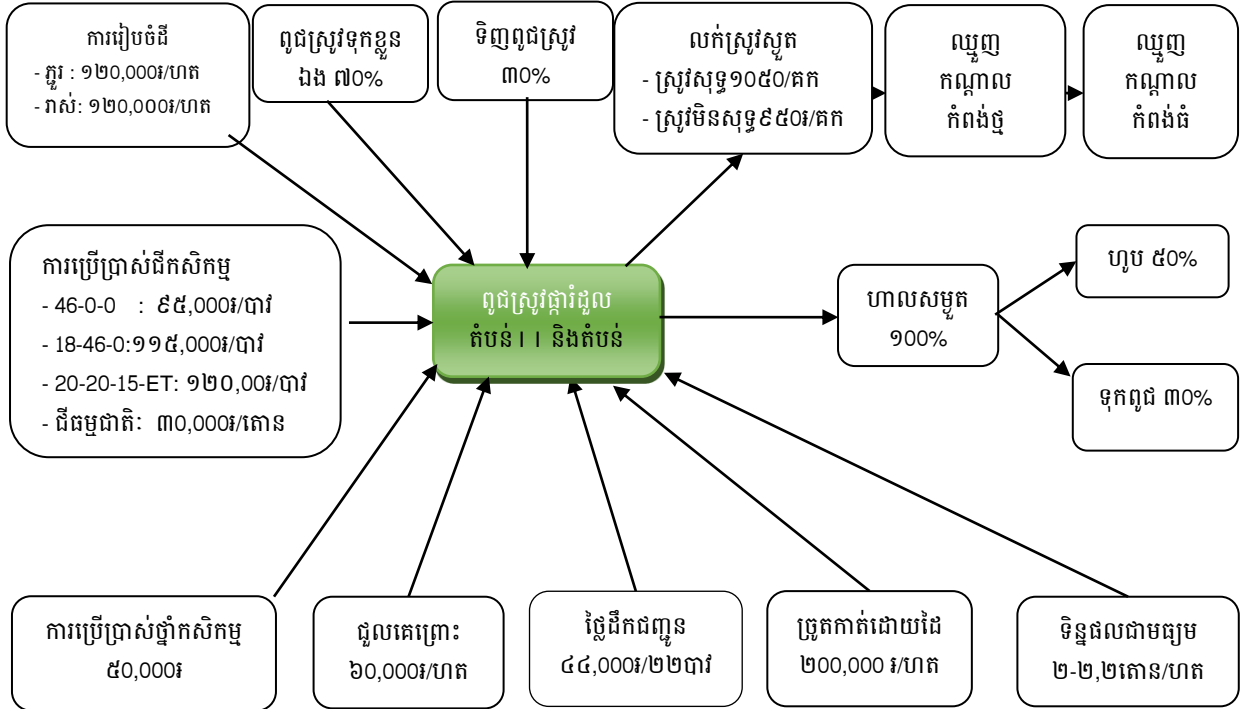 ការរៀបចំដី
- ភ្ជួរ : ១២០,០០០៛/ហត
- រាស់: ១២០,០០០៛/ហត
ពូជស្រូវទុកខ្លួន
ឯង ៧០%
ទិញពូជស្រូវ
៣០%
លក់ស្រូវស្ងួត
- ស្រូវសុទ្ធ១០៥០/គក
- ស្រូវមិនសុទ្ធ៩៥០៛/គក
ឈ្មួញ
កណ្តាល
កំពង់ថ្ម
ឈ្មួញ
កណ្តាល
កំពង់ធំ
ការប្រើប្រាស់ជីកសិកម្ម
- 46-0-0 : ៩៥,០០០៛/បាវ
- 18-46-0:១១៥,០០០៛/បាវ
- 20-20-15-ET: ១២០,០០៛/បាវ
- ជីធម្មជាតិ: ៣០,០០០៛/តោន
ពូជស្រូវផ្ការំដួល
តំបន់ I I និងតំបន់
ហាលសម្ងួត
១០០%
ហូប ៥០%
ទុកពូជ ៣០%
ការប្រើប្រាស់ថ្នាំកសិកម្ម
៥០,០០០៛
ជួលគេព្រោះ
៦០,០០០៛/ហត
ថ្លៃដឹកជញ្ជូន
៤៤,០០០៛/២២បាវ
ច្រូតកាត់ដោយដៃ
២០០,០០០ ៛/ហត
ទិន្នផលជាមធ្យម
២-២,២តោន/ហត